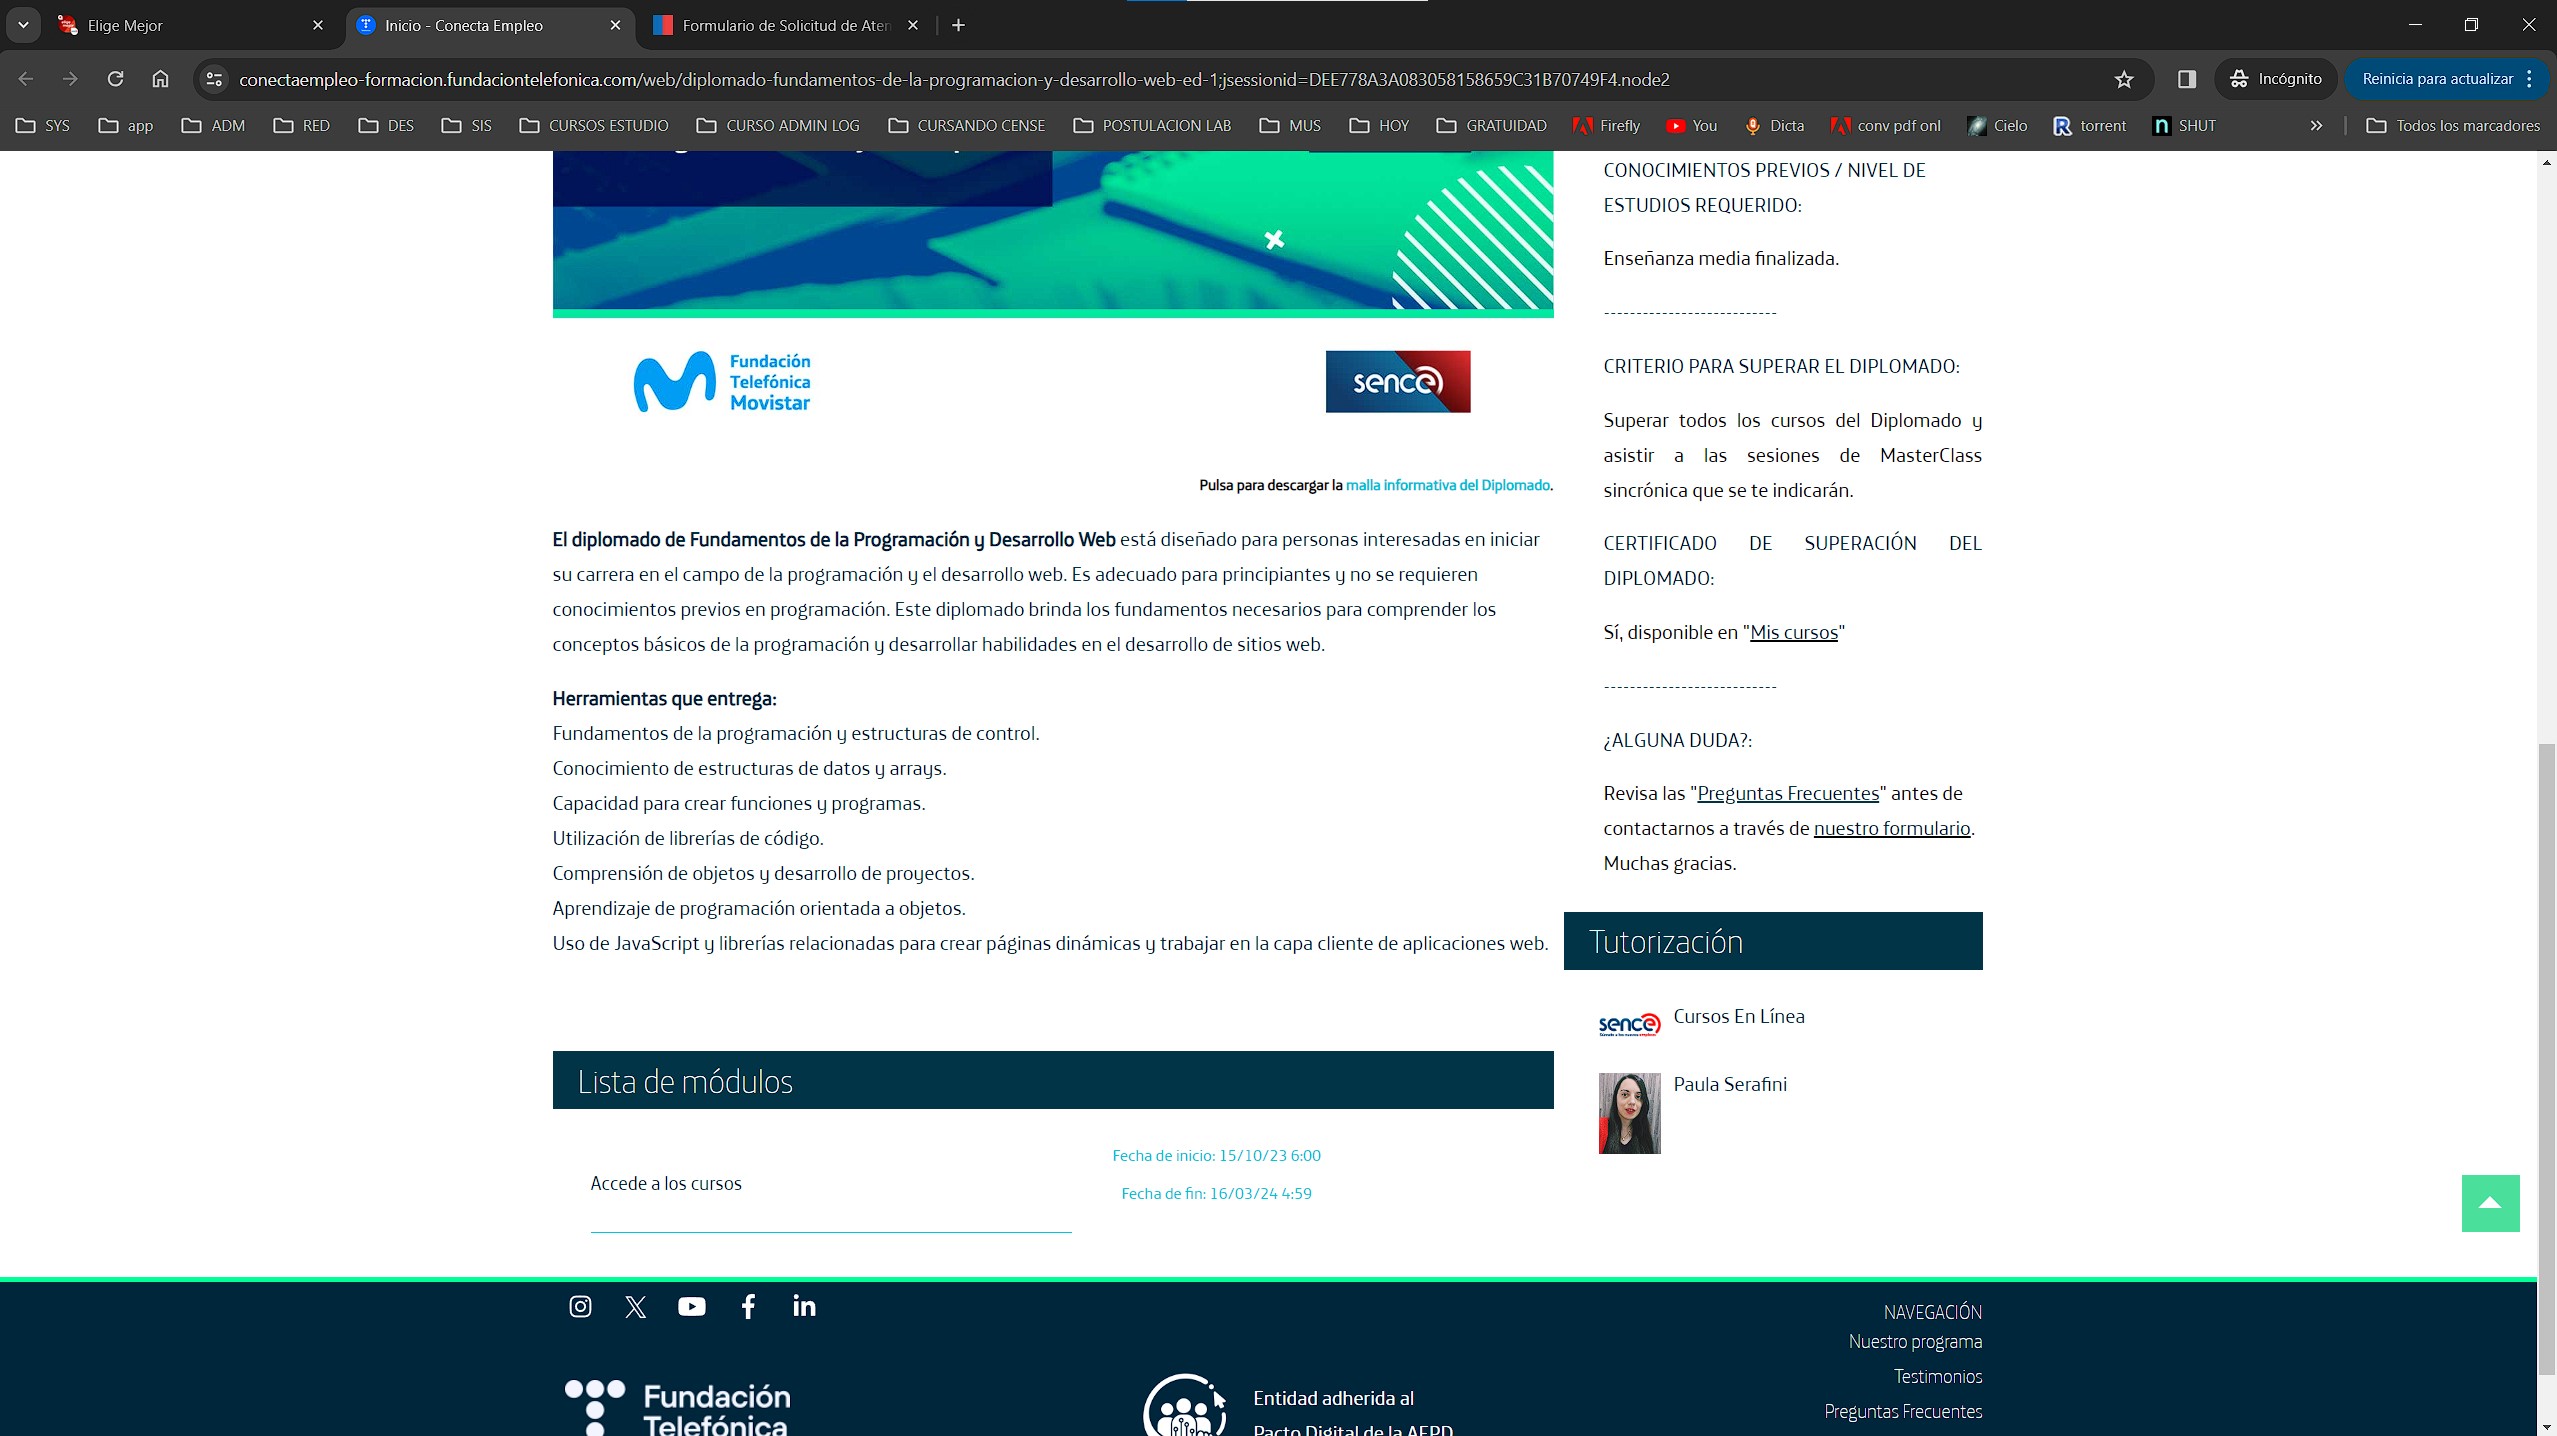 Elige Mejor
Inicio - Conecta Empleo
Formulario de Solicitud de Aten
conectaempleo-formacion.fundaciontelefonica.com/web/diplomado-fundamentos-de-la-programacion-y-desarrollo-web-ed-1;jsessionid=DEE778A3A083058158659C31B70749F4.node2
Incógnito
Reinicia para actualizar
SYS
app
ADM
RED
DES
SIS
CURSOS ESTUDIO
CURSO ADMIN LOG
CURSANDO CENSE
POSTULACION LAB
MUS
HOY
GRATUIDAD
Firefly
You
Dicta
conv pdf onl
Cielo
torrent
SHUT
Todos los marcadores
Fundación
Telefónica
Movistar
sence
Pulsa para descargar la malla informativa del Diplomado.
El diplomado de Fundamentos de la Programación y Desarrollo Web está diseñado para personas interesadas en iniciar
su carrera en el campo de la programación y el desarrollo web. Es adecuado para principiantes y no se requieren
conocimientos previos en programación. Este diplomado brinda los fundamentos necesarios para comprender los
conceptos básicos de la programación y desarrollar habilidades en el desarrollo de sitios web.
Herramientas que entrega:
Fundamentos de la programación y estructuras de control.
Conocimiento de estructuras de datos y arrays.
Capacidad para crear funciones y programas.
Utilización de librerías de código.
Comprensión de objetos y desarrollo de proyectos.
Aprendizaje de programación orientada a objetos.
Uso de JavaScript y librerías relacionadas para crear páginas dinámicas y trabajar en la capa cliente de aplicaciones web.
Lista de módulos
Accede a los cursos
Fecha de inicio: 15/10/23 6:00
Fecha de fin: 16/03/24 4:59
CONOCIMIENTOS PREVIOS / NIVEL DE
ESTUDIOS REQUERIDO:
Enseñanza media finalizada.
---------------------------
CRITERIO PARA SUPERAR EL DIPLOMADO:
Superar todos los cursos del Diplomado y
asistir a las sesiones de MasterClass
sincrónica que se te indicarán.
CERTIFICADO DE SUPERACIÓN DEL
DIPLOMADO:
Sí, disponible en "Mis cursos"
---------------------------
¿ALGUNA DUDA?:
Revisa las "Preguntas Frecuentes" antes de
contactarnos a través de nuestro formulario.
Muchas gracias.
Tutorización
sence
Cursos En Línea
Paula Serafini
Fundación
Telefónica
Entidad adherida al
Pacto Digital de la AEPD
NAVEGACIÓN
Nuestro programa
Testimonios
Preguntas Frecuentes